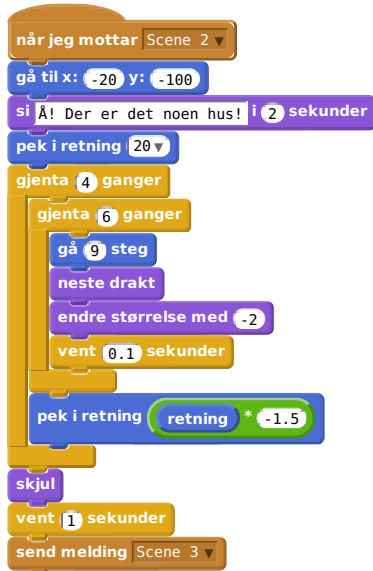 når jeg mottar Scene 2
gå til x: -20 y: -100
si Å! Der er det noen hus! i 2 sekunder
pek i retning 20
gjenta 4 ganger
gjenta 6 ganger
gå 9 steg
neste drakt
endre størrelse med -2
vent 0.1 sekunder
pek i retning retning * -1.5
skjul
vent 1 sekunder
send melding Scene 3